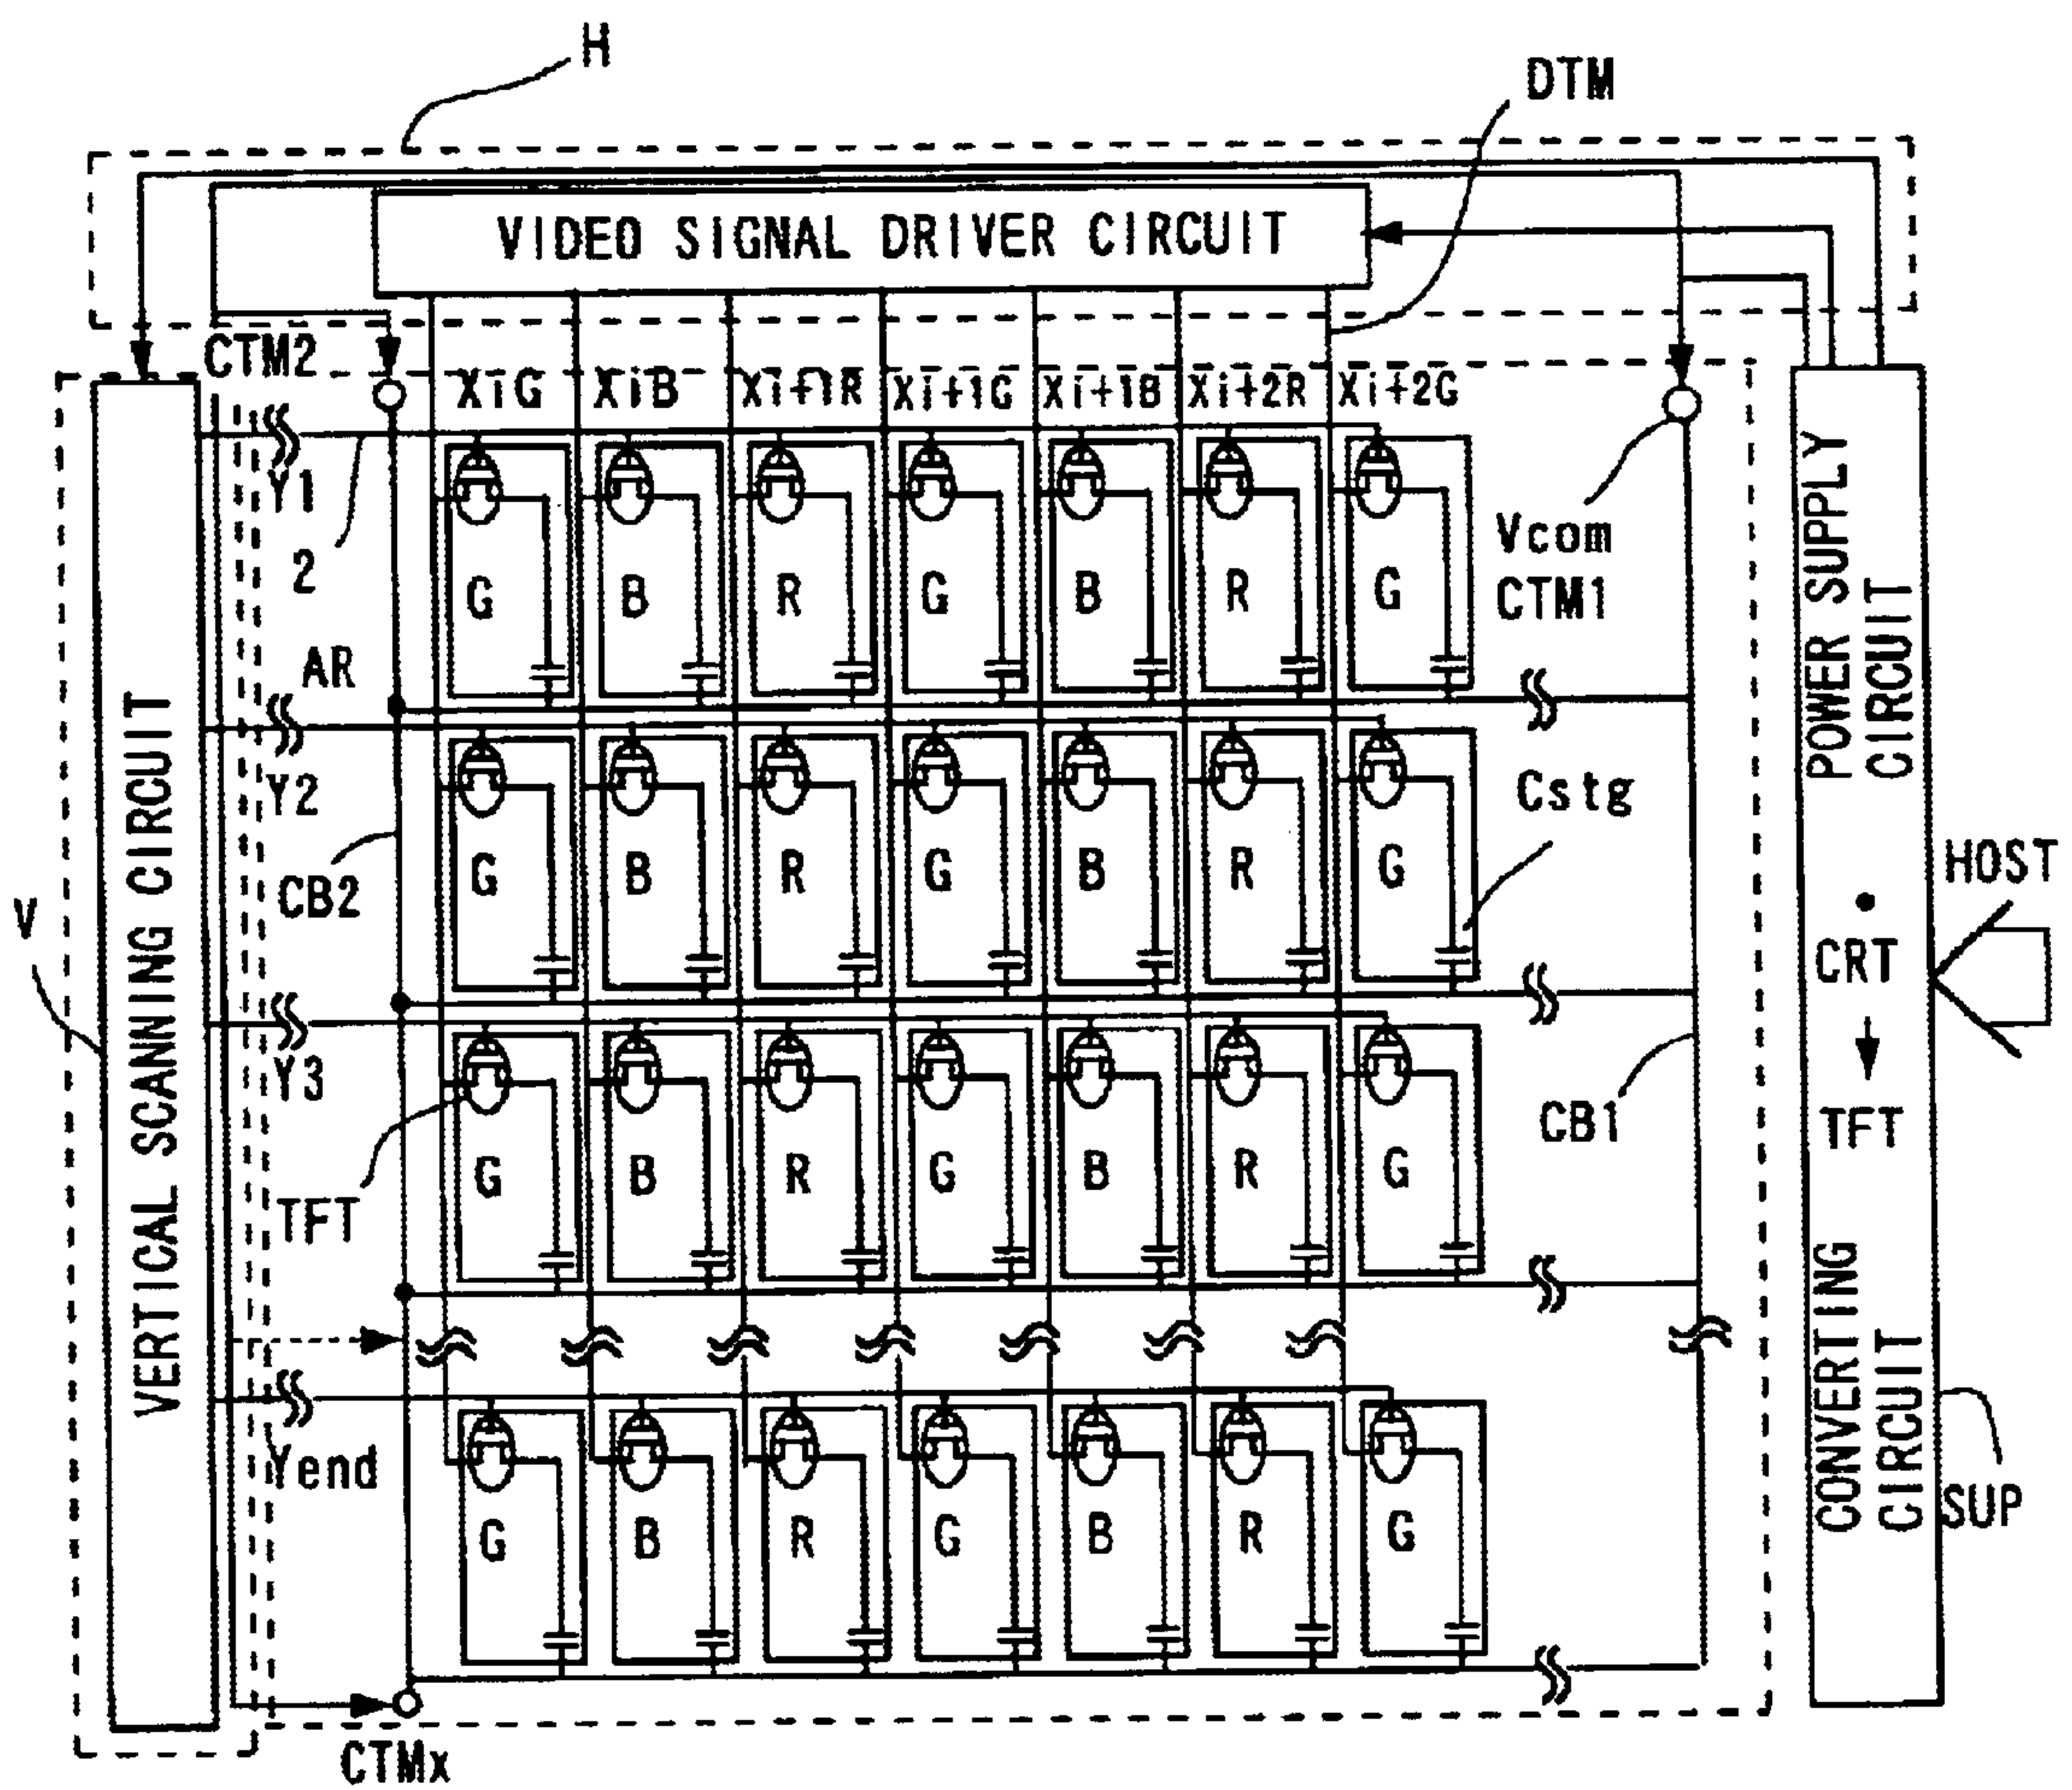 H
DTM
VIDEO SIGNAL DRIVER CIRCUIT
CTM2
XiG XiB Xi+1R Xi+1G Xi+1B Xi+2R Xi+2G
Y1
2
G B R G B R G
Vcom
CTM1
AR
Y2
G B R G B R G
Cstg
CB2
V
VERTICAL SCANNING CIRCUIT
POWER SUPPLY
CIRCUIT
•
CRT
TFT
CONVERTING
CIRCUIT
HOST
Y3
G B R G B R G
CB1
TFT
Yend
G B R G B R G
SUP
CTMx